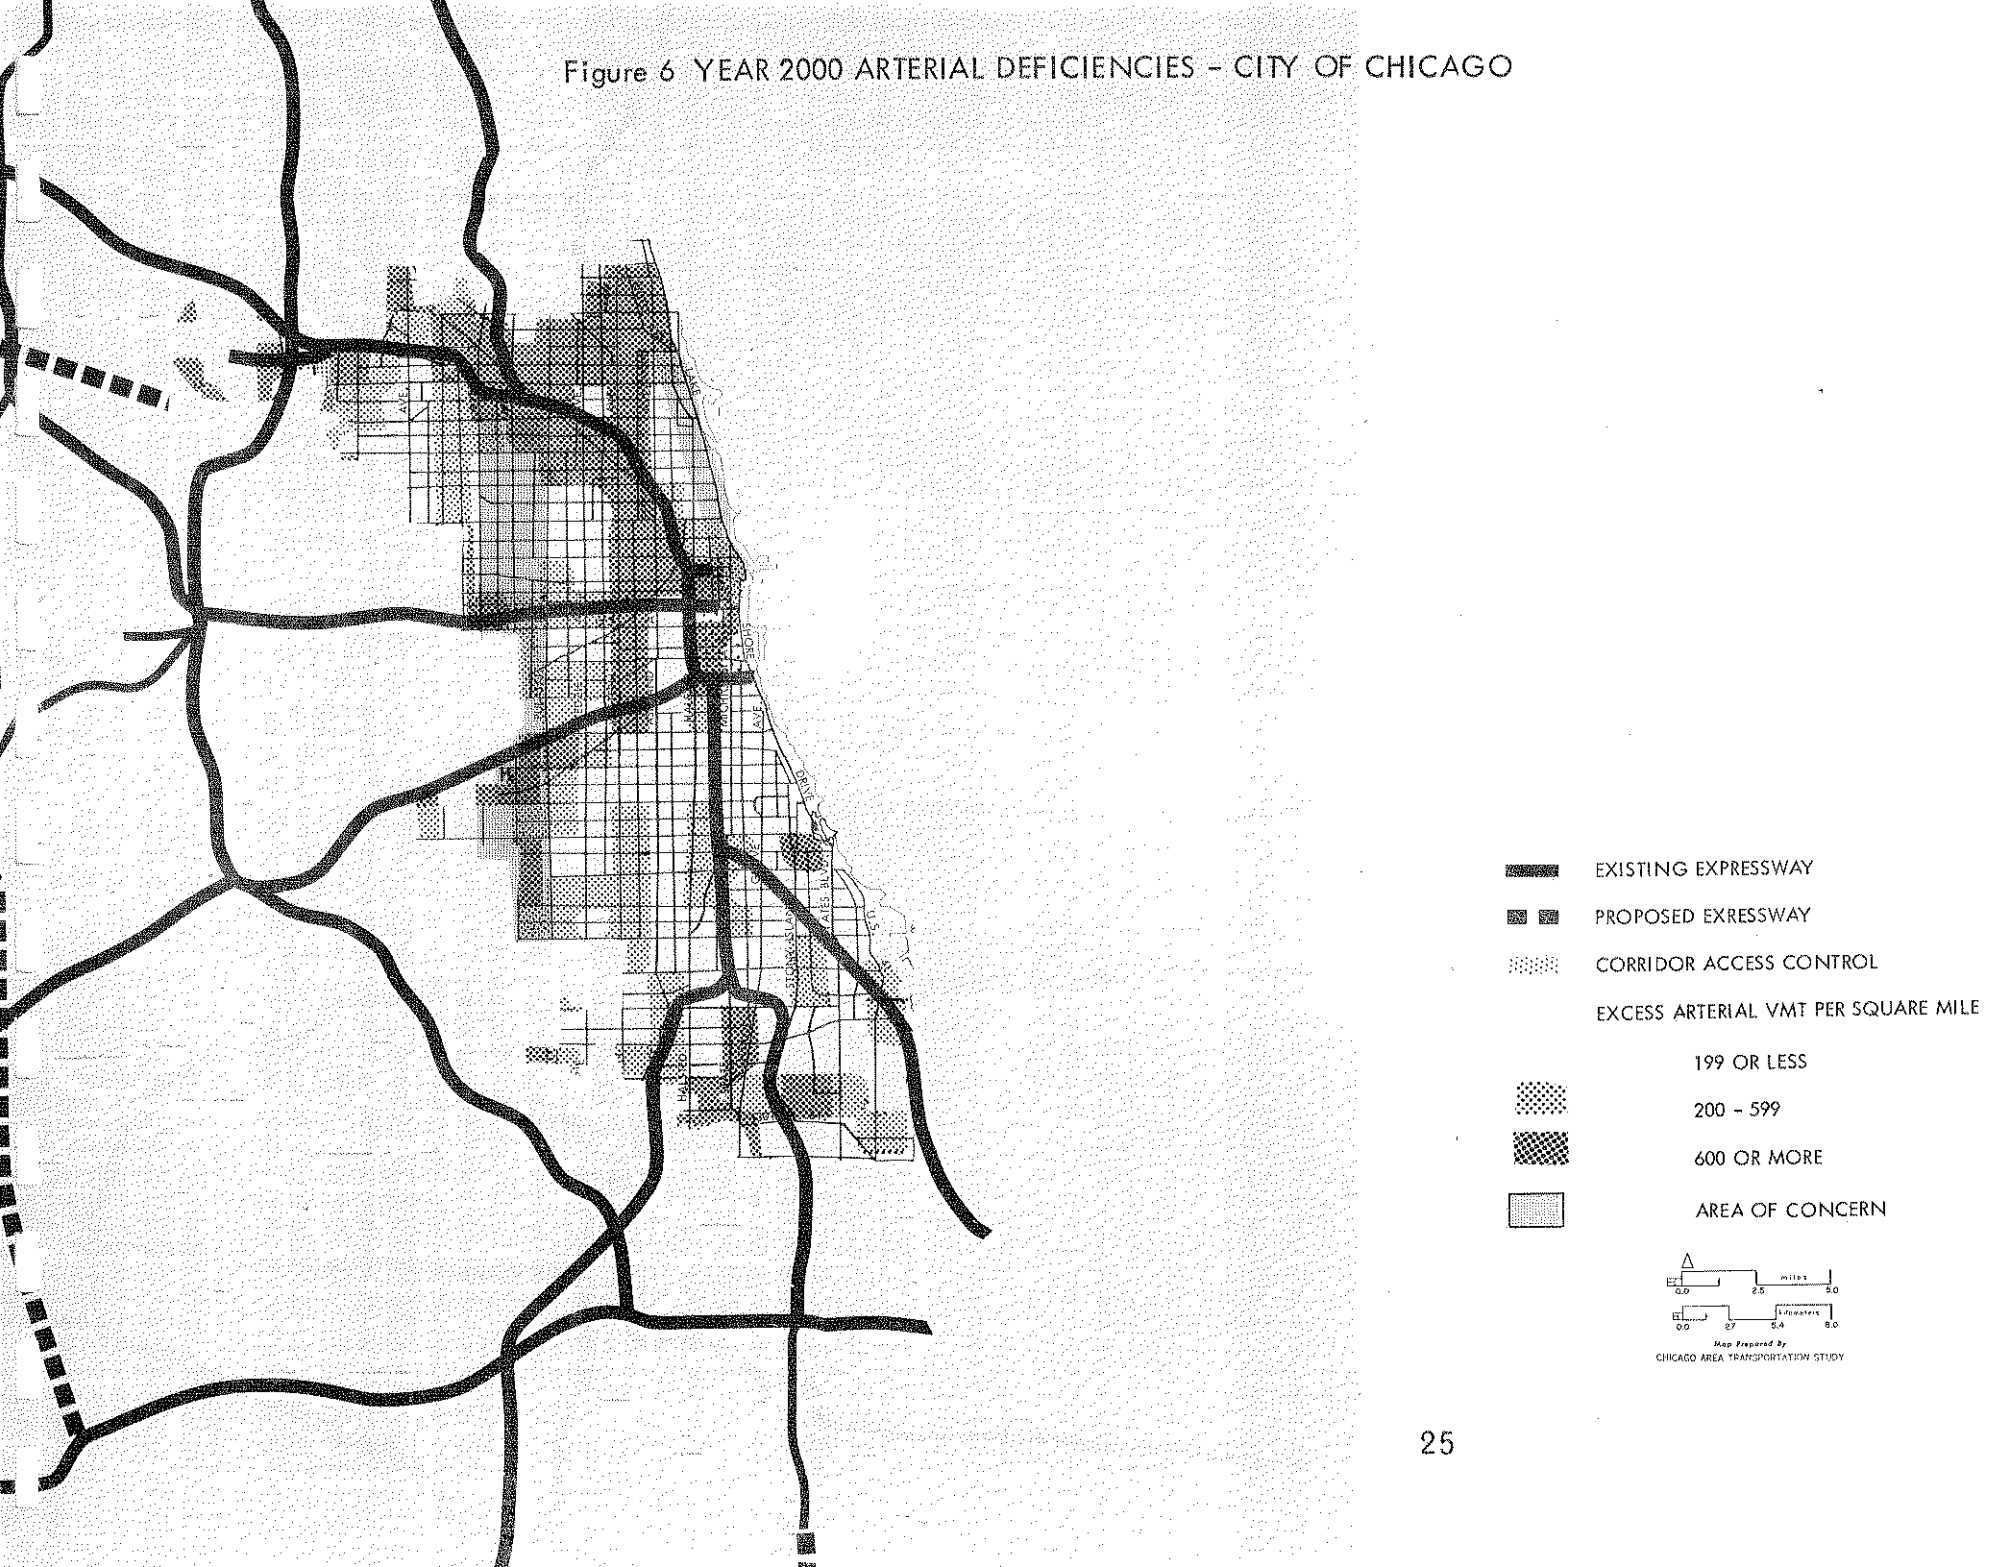 Figure 6 YEAR 2000 ARTERIAL DEFICIENCIES - CITY OF CHICAGO
AVE.
SHORE
AVE.
DRIVE
U.S.
HALSTED
EXISTING EXPRESSWAY
PROPOSED EXRESSWAY
CORRIDOR ACCESS CONTROL
EXCESS ARTERIAL VMT PER SQUARE MILE
199 OR LESS
200 - 599
600 OR MORE
AREA OF CONCERN
miles
0.0 2.5 5.0
kilometers
0.0 2.7 5.4 8.0
Map Prepared By
CHICAGO AREA TRANSPORTATION STUDY
25